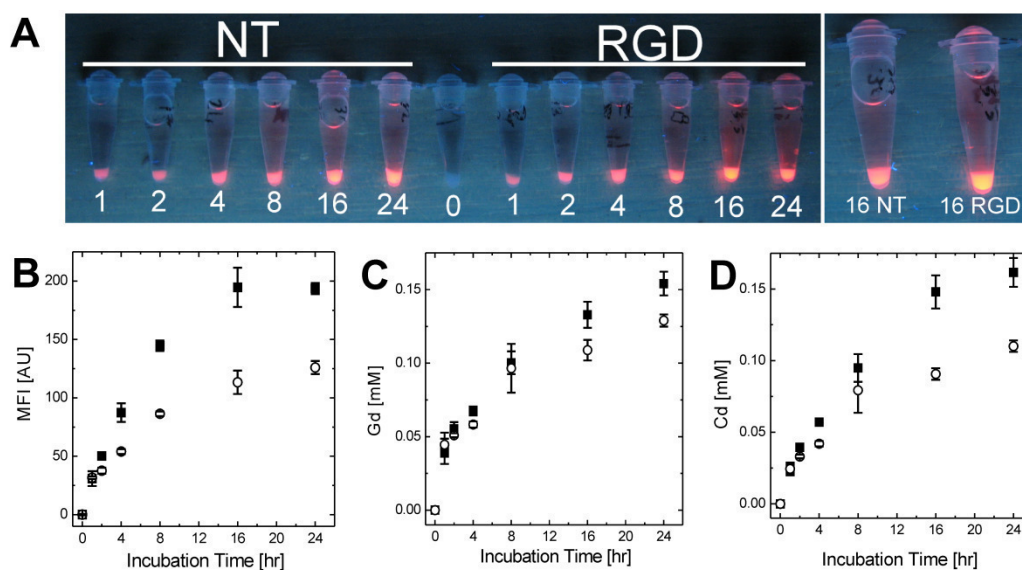 A
NT RGD
1 2 4 8 16 24 0 1 2 4 8 16 24
16 NT 16 RGD
B
MFI [AU]
200
150
100
50
0
0 4 8 12 16 20 24
Incubation Time [hr]
C
Gd [mM]
0.15
0.10
0.05
0.00
0 4 8 12 16 20 24
Incubation Time [hr]
D
Cd [mM]
0.15
0.10
0.05
0.00
0 4 8 12 16 20 24
Incubation Time [hr]